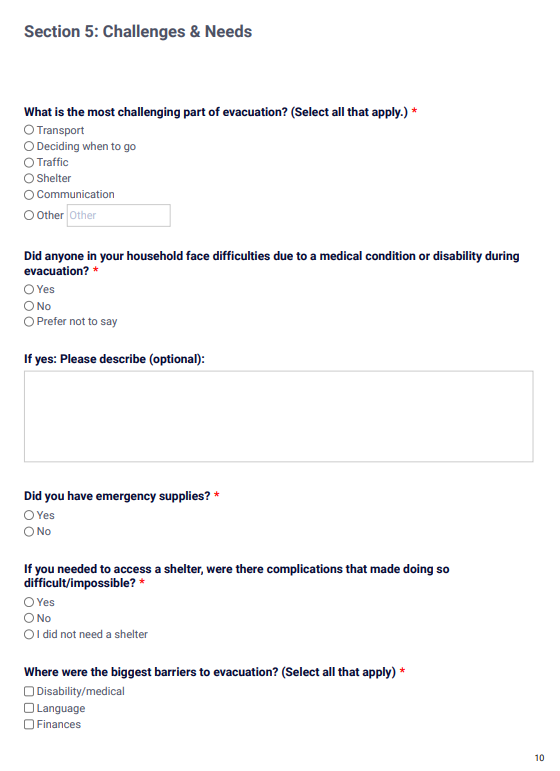 Section 5: Challenges & Needs
What is the most challenging part of evacuation? (Select all that apply.) *
Transport
Deciding when to go
Traffic
Shelter
Communication
Other Other
Did anyone in your household face difficulties due to a medical condition or disability during
evacuation? *
Yes
No
Prefer not to say
If yes: Please describe (optional):
Did you have emergency supplies? *
Yes
No
If you needed to access a shelter, were there complications that made doing so
difficult/impossible? *
Yes
No
I did not need a shelter
Where were the biggest barriers to evacuation? (Select all that apply) *
Disability/medical
Language
Finances
10